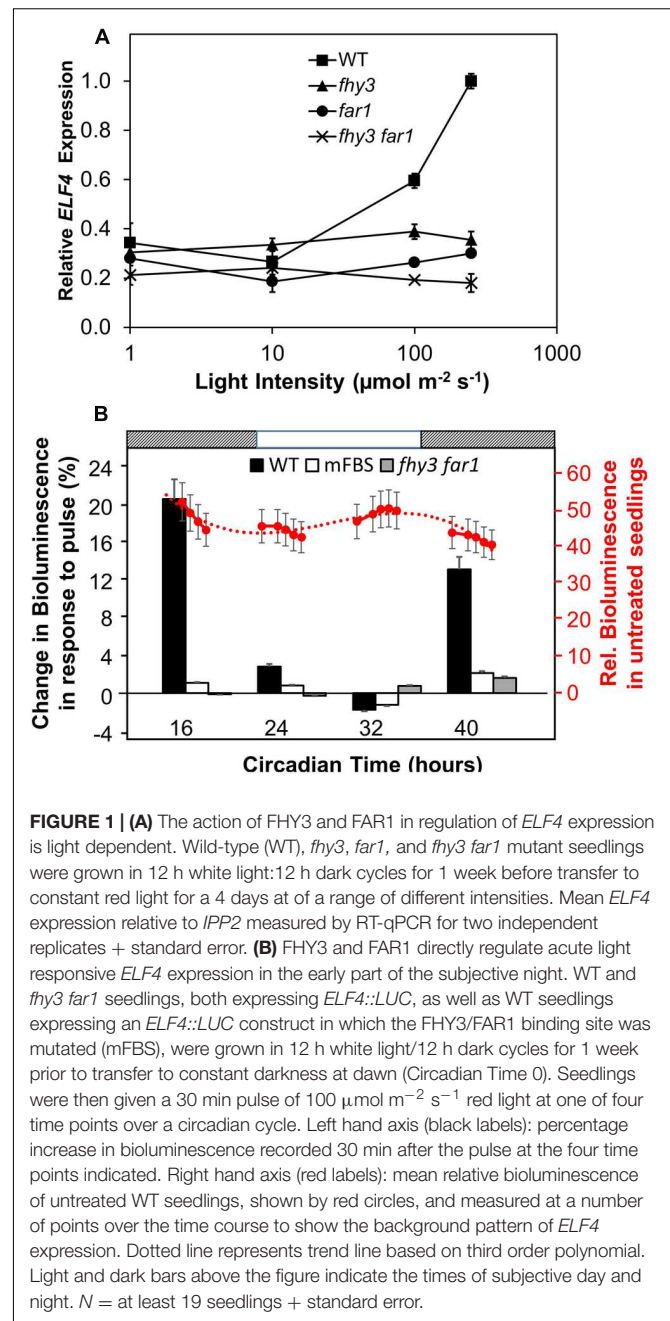 A
Relative ELF4 Expression
1.0
0.8
0.6
0.4
0.2
0.0
WT
fhy3
far1
fhy3 far1
1
10
100
1000
Light Intensity (µmol m⁻² s⁻¹)
B
Change in Bioluminescence
in response to pulse (%)
24
20
16
12
8
4
0
-4
WT
mFBS
fhy3 far1
60
50
40
30
20
10
0
Rel. Bioluminescence
in untreated seedlings
16
24
32
40
Circadian Time (hours)
FIGURE 1 | (A) The action of FHY3 and FAR1 in regulation of ELF4 expression
is light dependent. Wild-type (WT), fhy3, far1, and fhy3 far1 mutant seedlings
were grown in 12 h white light:12 h dark cycles for 1 week before transfer to
constant red light for a 4 days at of a range of different intensities. Mean ELF4
expression relative to IPP2 measured by RT-qPCR for two independent
replicates + standard error. (B) FHY3 and FAR1 directly regulate acute light
responsive ELF4 expression in the early part of the subjective night. WT and
fhy3 far1 seedlings, both expressing ELF4::LUC, as well as WT seedlings
expressing an ELF4::LUC construct in which the FHY3/FAR1 binding site was
mutated (mFBS), were grown in 12 h white light/12 h dark cycles for 1 week
prior to transfer to constant darkness at dawn (Circadian Time 0). Seedlings
were then given a 30 min pulse of 100 µmol m⁻² s⁻¹ red light at one of four
time points over a circadian cycle. Left hand axis (black labels): percentage
increase in bioluminescence recorded 30 min after the pulse at the four time
points indicated. Right hand axis (red labels): mean relative bioluminescence
of untreated WT seedlings, shown by red circles, and measured at a number
of points over the time course to show the background pattern of ELF4
expression. Dotted line represents trend line based on third order polynomial.
Light and dark bars above the figure indicate the times of subjective day and
night. N = at least 19 seedlings + standard error.